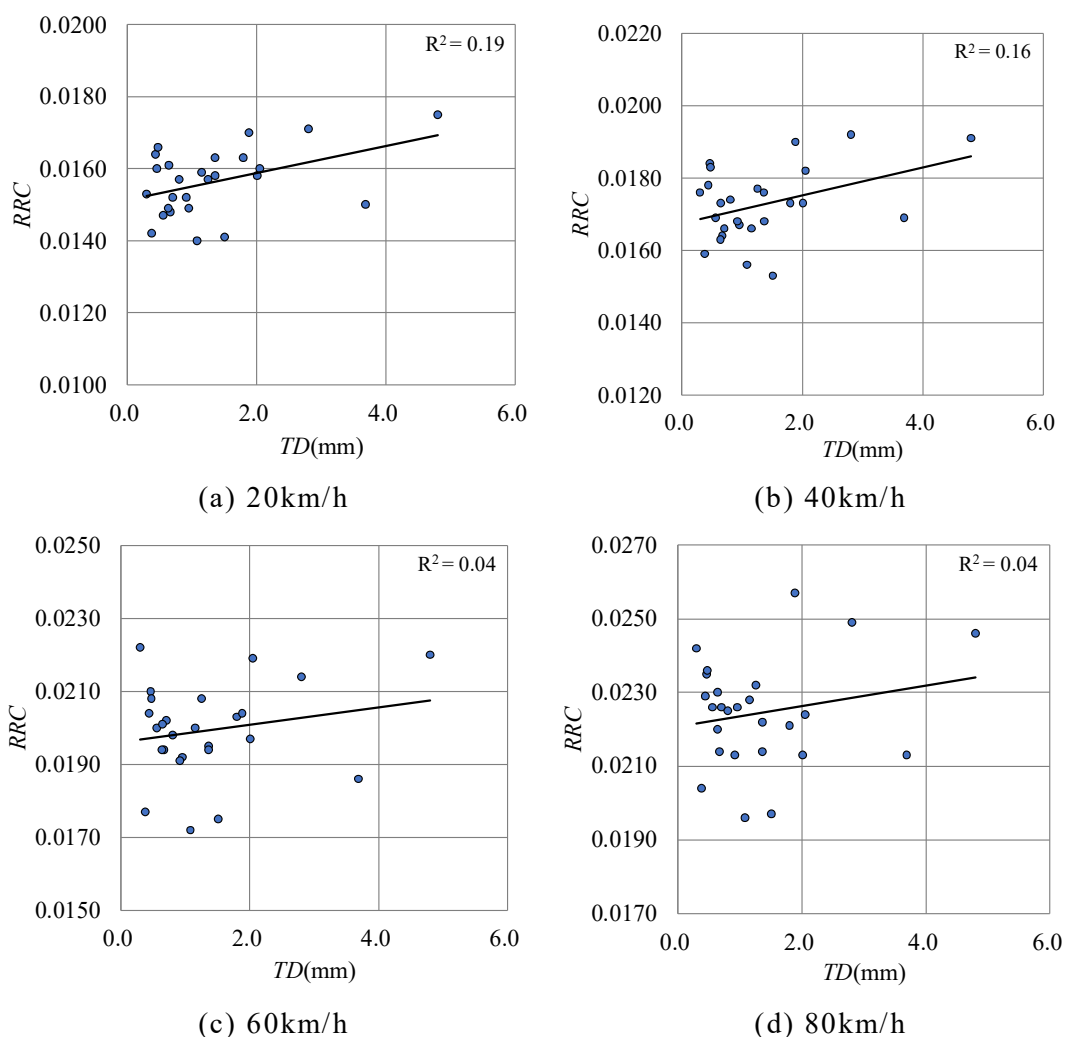 R² = 0.19
0.0200
0.0180
0.0160
0.0140
0.0120
0.0100
RRC
0.0 2.0 4.0 6.0
TD(mm)
(a) 20km/h
R² = 0.16
0.0220
0.0200
0.0180
0.0160
0.0140
0.0120
RRC
0.0 2.0 4.0 6.0
TD(mm)
(b) 40km/h
R² = 0.04
0.0250
0.0230
0.0210
0.0190
0.0170
0.0150
RRC
0.0 2.0 4.0 6.0
TD(mm)
(c) 60km/h
R² = 0.04
0.0270
0.0250
0.0230
0.0210
0.0190
0.0170
RRC
0.0 2.0 4.0 6.0
TD(mm)
(d) 80km/h